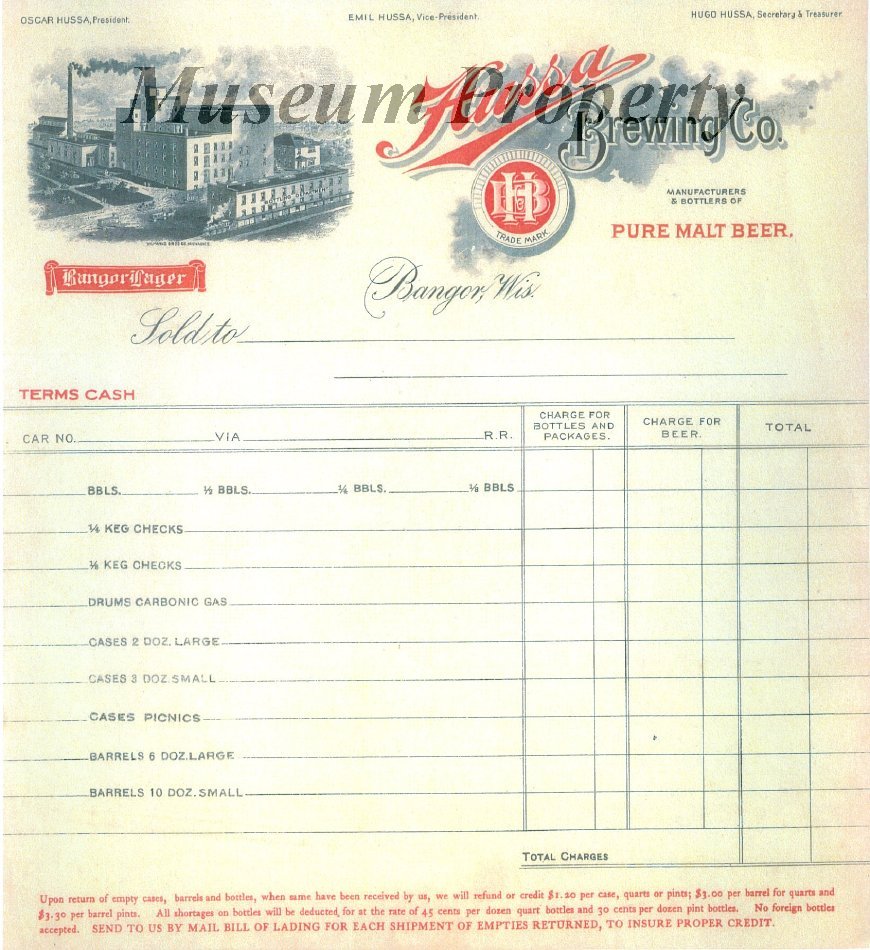 OSCAR HUSSA, President. EMIL HUSSA, Vice-President. HUGO HUSSA, Secretary & Treasurer.
Museum Property
Hussa
Brewing Co.
H&B
TRADE MARK
MANUFACTURERS
& BOTTLERS OF
PURE MALT BEER.
Bangor Lager
Bangor, Wis.
Sold to
TERMS CASH
CAR NO. VIA R.R.
CHARGE FOR
BOTTLES AND
PACKAGES.
CHARGE FOR
BEER.
TOTAL
BBLS. ½ BBLS. ¼ BBLS. ⅛ BBLS
¼ KEG CHECKS
⅛ KEG CHECKS
DRUMS CARBONIC GAS
CASES 2 DOZ. LARGE
CASES 3 DOZ. SMALL
CASES PICNICS
BARRELS 6 DOZ. LARGE
BARRELS 10 DOZ. SMALL
TOTAL CHARGES
Upon return of empty cases, barrels and bottles, when same have been received by us, we will refund or credit $1.20 per case, quarts or pints; $3.00 per barrel for quarts and
$3.30 per barrel pints. All shortages on bottles will be deducted for at the rate of 45 cents per dozen quart bottles and 30 cents per dozen pint bottles. No foreign bottles
accepted. SEND TO US BY MAIL BILL OF LADING FOR EACH SHIPMENT OF EMPTIES RETURNED, TO INSURE PROPER CREDIT.